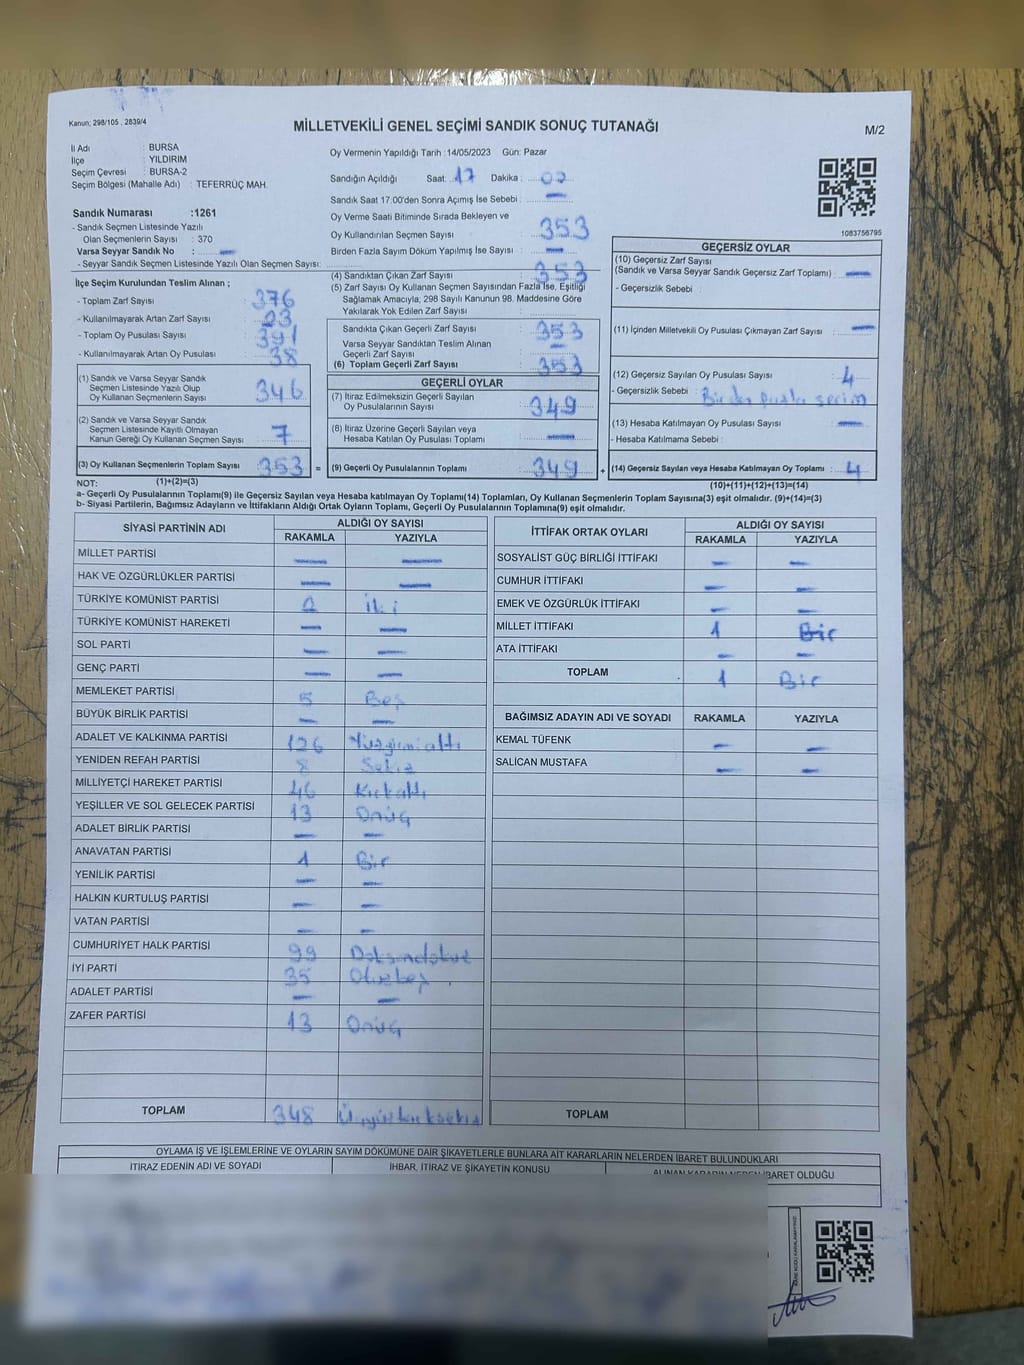 Kanun; 298/105 , 2839/4
MİLLETVEKİLİ GENEL SEÇİMİ SANDIK SONUÇ TUTANAĞI
M/2
İl Adı : BURSA
İlçe : YILDIRIM
Seçim Çevresi : BURSA-2
Seçim Bölgesi (Mahalle Adı) : TEFERRÜÇ MAH.
Sandık Numarası :1261
- Sandık Seçmen Listesinde Yazılı
Olan Seçmenlerin Sayısı : 370
Varsa Seyyar Sandık No : —
- Seyyar Sandık Seçmen Listesinde Yazılı Olan Seçmen Sayısı:
Oy Vermenin Yapıldığı Tarih :14/05/2023 Gün: Pazar
Sandığın Açıldığı Saat: 17 Dakika : 00
Sandık Saat 17.00'den Sonra Açımış İse Sebebi : —
Oy Verme Saati Bitiminde Sırada Bekleyen ve
Oy Kullandırılan Seçmen Sayısı : 353
Birden Fazla Sayım Döküm Yapılmış İse Sayısı : —
(4) Sandıktan Çıkan Zarf Sayısı : 353
(5) Zarf Sayısı Oy Kullanan Seçmen Sayısından Fazla İse, Eşitliği
Sağlamak Amacıyla, 298 Sayılı Kanunun 98. Maddesine Göre
Yakılarak Yok Edilen Zarf Sayısı :
İlçe Seçim Kurulundan Teslim Alınan ;
- Toplam Zarf Sayısı : 376
- Kullanılmayarak Artan Zarf Sayısı : 23
- Toplam Oy Pusulası Sayısı : 391
- Kullanılmayarak Artan Oy Pusulası : 38
(1) Sandık ve Varsa Seyyar Sandık
Seçmen Listesinde Yazılı Olup
Oy Kullanan Seçmenlerin Sayısı : 346
(2) Sandık ve Varsa Seyyar Sandık
Seçmen Listesinde Kayıtlı Olmayan
Kanun Gereği Oy Kullanan Seçmen Sayısı : 7
(3) Oy Kullanan Seçmenlerin Toplam Sayısı : 353
(1)+(2)=(3)
Sandıkta Çıkan Geçerli Zarf Sayısı : 353
Varsa Seyyar Sandıktan Teslim Alınan
Geçerli Zarf Sayısı : —
(6) Toplam Geçerli Zarf Sayısı : 353
GEÇERLİ OYLAR
(7) İtiraz Edilmeksizin Geçerli Sayılan
Oy Pusulalarının Sayısı : 349
(8) İtiraz Üzerine Geçerli Sayılan veya
Hesaba Katılan Oy Pusulası Toplamı : —
= (9) Geçerli Oy Pusulalarının Toplamı : 349
1083756795
GEÇERSİZ OYLAR
(10) Geçersiz Zarf Sayısı
(Sandık ve Varsa Seyyar Sandık Geçersiz Zarf Toplamı) : —
- Geçersizlik Sebebi :
(11) İçinden Milletvekili Oy Pusulası Çıkmayan Zarf Sayısı : —
(12) Geçersiz Sayılan Oy Pusulası Sayısı : 4
- Geçersizlik Sebebi : Birden fazla seçim
(13) Hesaba Katılmayan Oy Pusulası Sayısı : —
- Hesaba Katılmama Sebebi :
+ (14) Geçersiz Sayılan veya Hesaba Katılmayan Oy Toplamı : 4
(10)+(11)+(12)+(13)=(14)
NOT:
a- Geçerli Oy Pusulalarının Toplamı(9) ile Geçersiz Sayılan veya Hesaba katılmayan Oy Toplamı(14) Toplamları, Oy Kullanan Seçmenlerin Toplam Sayısına(3) eşit olmalıdır. (9)+(14)=(3)
b- Siyasi Partilerin, Bağımsız Adayların ve İttifakların Aldığı Ortak Oyların Toplamı, Geçerli Oy Pusulalarının Toplamına(9) eşit olmalıdır.
SİYASİ PARTİNİN ADI ALDIĞI OY SAYISI
RAKAMLA YAZIYLA
MİLLET PARTİSİ — —
HAK VE ÖZGÜRLÜKLER PARTİSİ — —
TÜRKİYE KOMÜNİST PARTİSİ 2 İki
TÜRKİYE KOMÜNİST HAREKETİ — —
SOL PARTİ — —
GENÇ PARTİ — —
MEMLEKET PARTİSİ 5 Beş
BÜYÜK BİRLİK PARTİSİ — —
ADALET VE KALKINMA PARTİSİ 126 Yüzyirmialtı
YENİDEN REFAH PARTİSİ 8 Sekiz
MİLLİYETÇİ HAREKET PARTİSİ 46 Kırkaltı
YEŞİLLER VE SOL GELECEK PARTİSİ 13 Onüç
ADALET BİRLİK PARTİSİ — —
ANAVATAN PARTİSİ 1 Bir
YENİLİK PARTİSİ — —
HALKIN KURTULUŞ PARTİSİ — —
VATAN PARTİSİ — —
CUMHURİYET HALK PARTİSİ 99 Doksandokuz
İYİ PARTİ 35 Otuzbeş
ADALET PARTİSİ — —
ZAFER PARTİSİ 13 Onüç
TOPLAM 348 Üçyüzkırksekiz
İTTİFAK ORTAK OYLARI ALDIĞI OY SAYISI
RAKAMLA YAZIYLA
SOSYALİST GÜÇ BİRLİĞİ İTTİFAKI — —
CUMHUR İTTİFAKI — —
EMEK VE ÖZGÜRLÜK İTTİFAKI — —
MİLLET İTTİFAKI 1 Bir
ATA İTTİFAKI — —
TOPLAM 1 Bir
BAĞIMSIZ ADAYIN ADI VE SOYADI RAKAMLA YAZIYLA
KEMAL TÜFENK — —
SALİCAN MUSTAFA — —
TOPLAM
OYLAMA İŞ VE İŞLEMLERİNE VE OYLARIN SAYIM DÖKÜMÜNE DAİR ŞİKAYETLERLE BUNLARA AİT KARARLARIN NELERDEN İBARET BULUNDUKLARI
İTİRAZ EDENİN ADI VE SOYADI İHBAR, İTİRAZ VE ŞİKAYETİN KONUSU ALINAN KARARIN NEDEN İBARET OLDUĞU